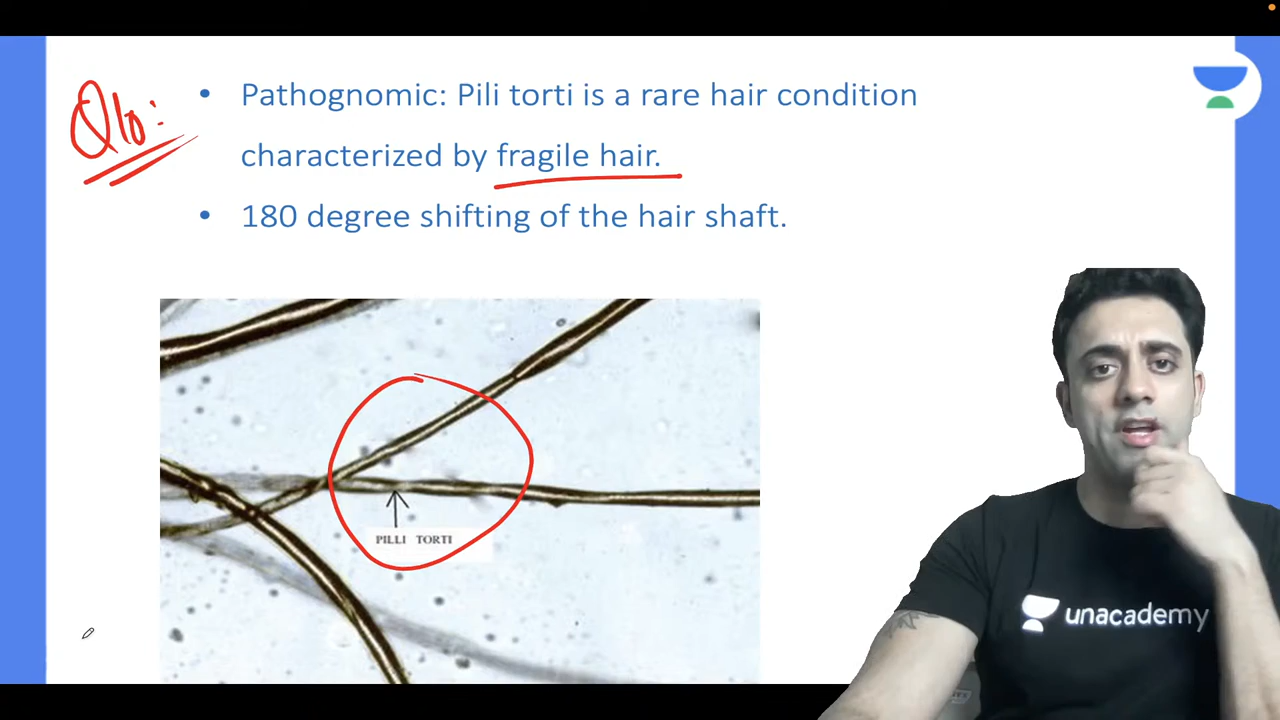 Q10:
• Pathognomic: Pili torti is a rare hair condition
characterized by fragile hair.
• 180 degree shifting of the hair shaft.
PILLI TORTI
unacademy